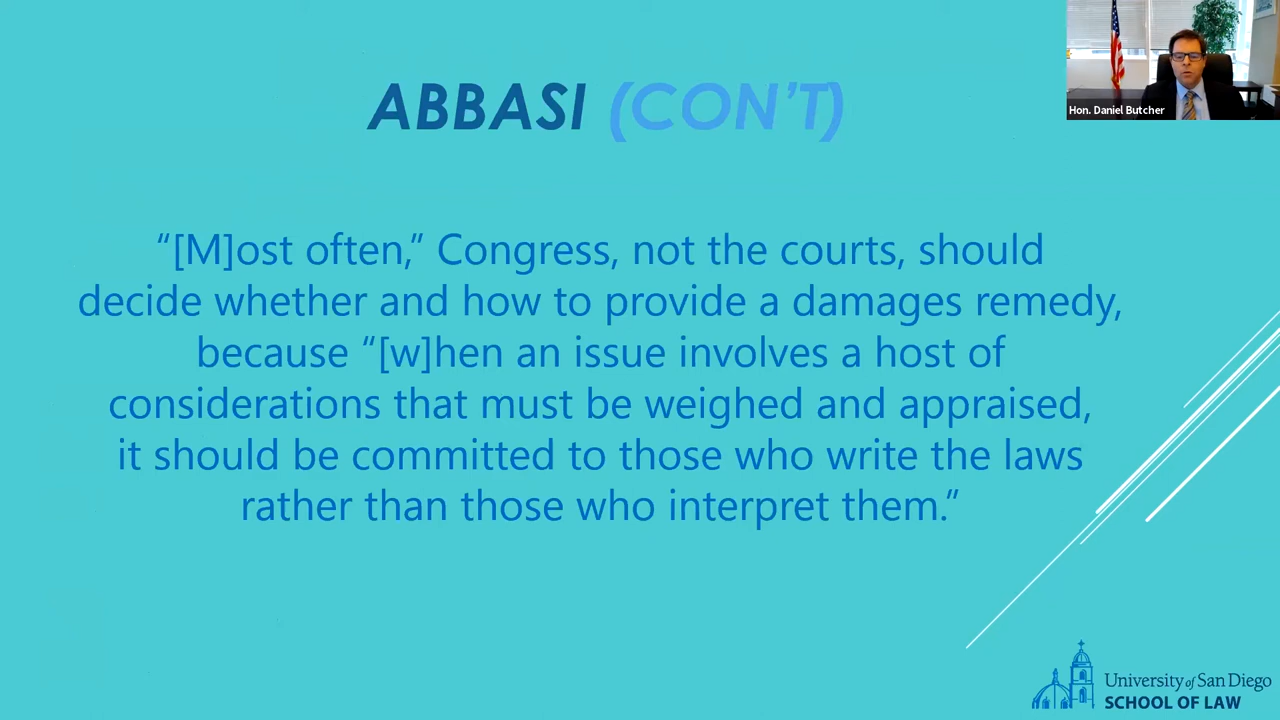 Hon. Daniel Butcher
ABBASI (CON’T)
“[M]ost often,” Congress, not the courts, should
decide whether and how to provide a damages remedy,
because “[w]hen an issue involves a host of
considerations that must be weighed and appraised,
it should be committed to those who write the laws
rather than those who interpret them.”
University of San Diego
SCHOOL OF LAW